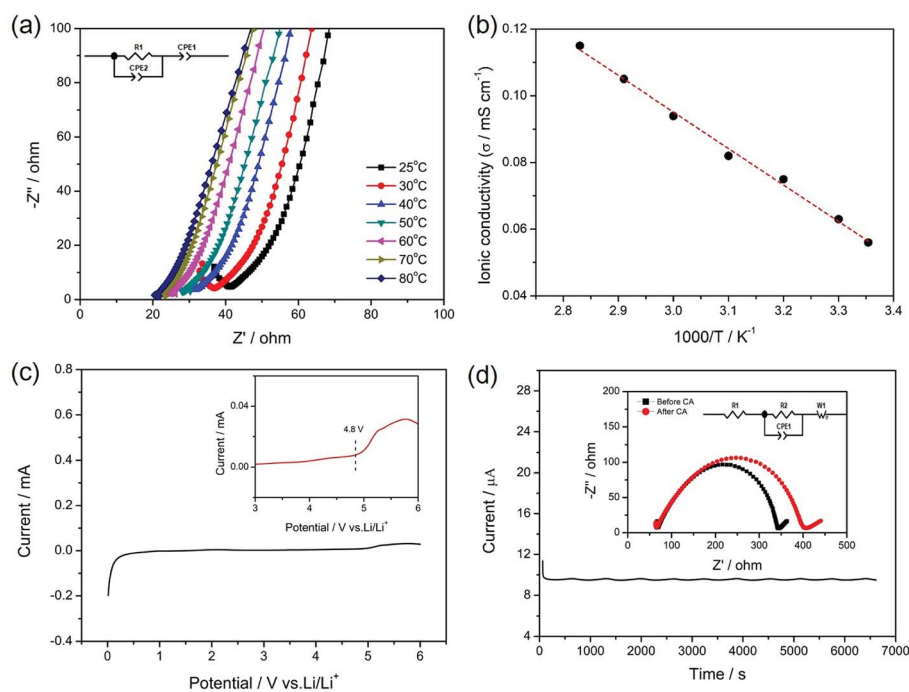 (a)
100
80
60
40
20
0
-Z'' / ohm
R1
CPE1
CPE2
25°C
30°C
40°C
50°C
60°C
70°C
80°C
0 20 40 60 80 100
Z' / ohm
(b)
0.12
0.10
0.08
0.06
0.04
Ionic conductivity (σ / mS cm⁻¹)
2.8 2.9 3.0 3.1 3.2 3.3 3.4
1000/T / K⁻¹
(c)
0.8
0.6
0.4
0.2
0.0
-0.2
-0.4
Current / mA
0.04
0.00
Current / mA
4.8 V
3 4 5 6
Potential / V vs.Li/Li⁺
0 1 2 3 4 5 6
Potential / V vs.Li/Li⁺
(d)
28
24
20
16
12
8
4
Current / μA
200
150
100
50
0
-Z'' / ohm
Before CA
After CA
R1
R2
W1
CPE1
0 100 200 300 400 500
Z' / ohm
0 1000 2000 3000 4000 5000 6000 7000
Time / s